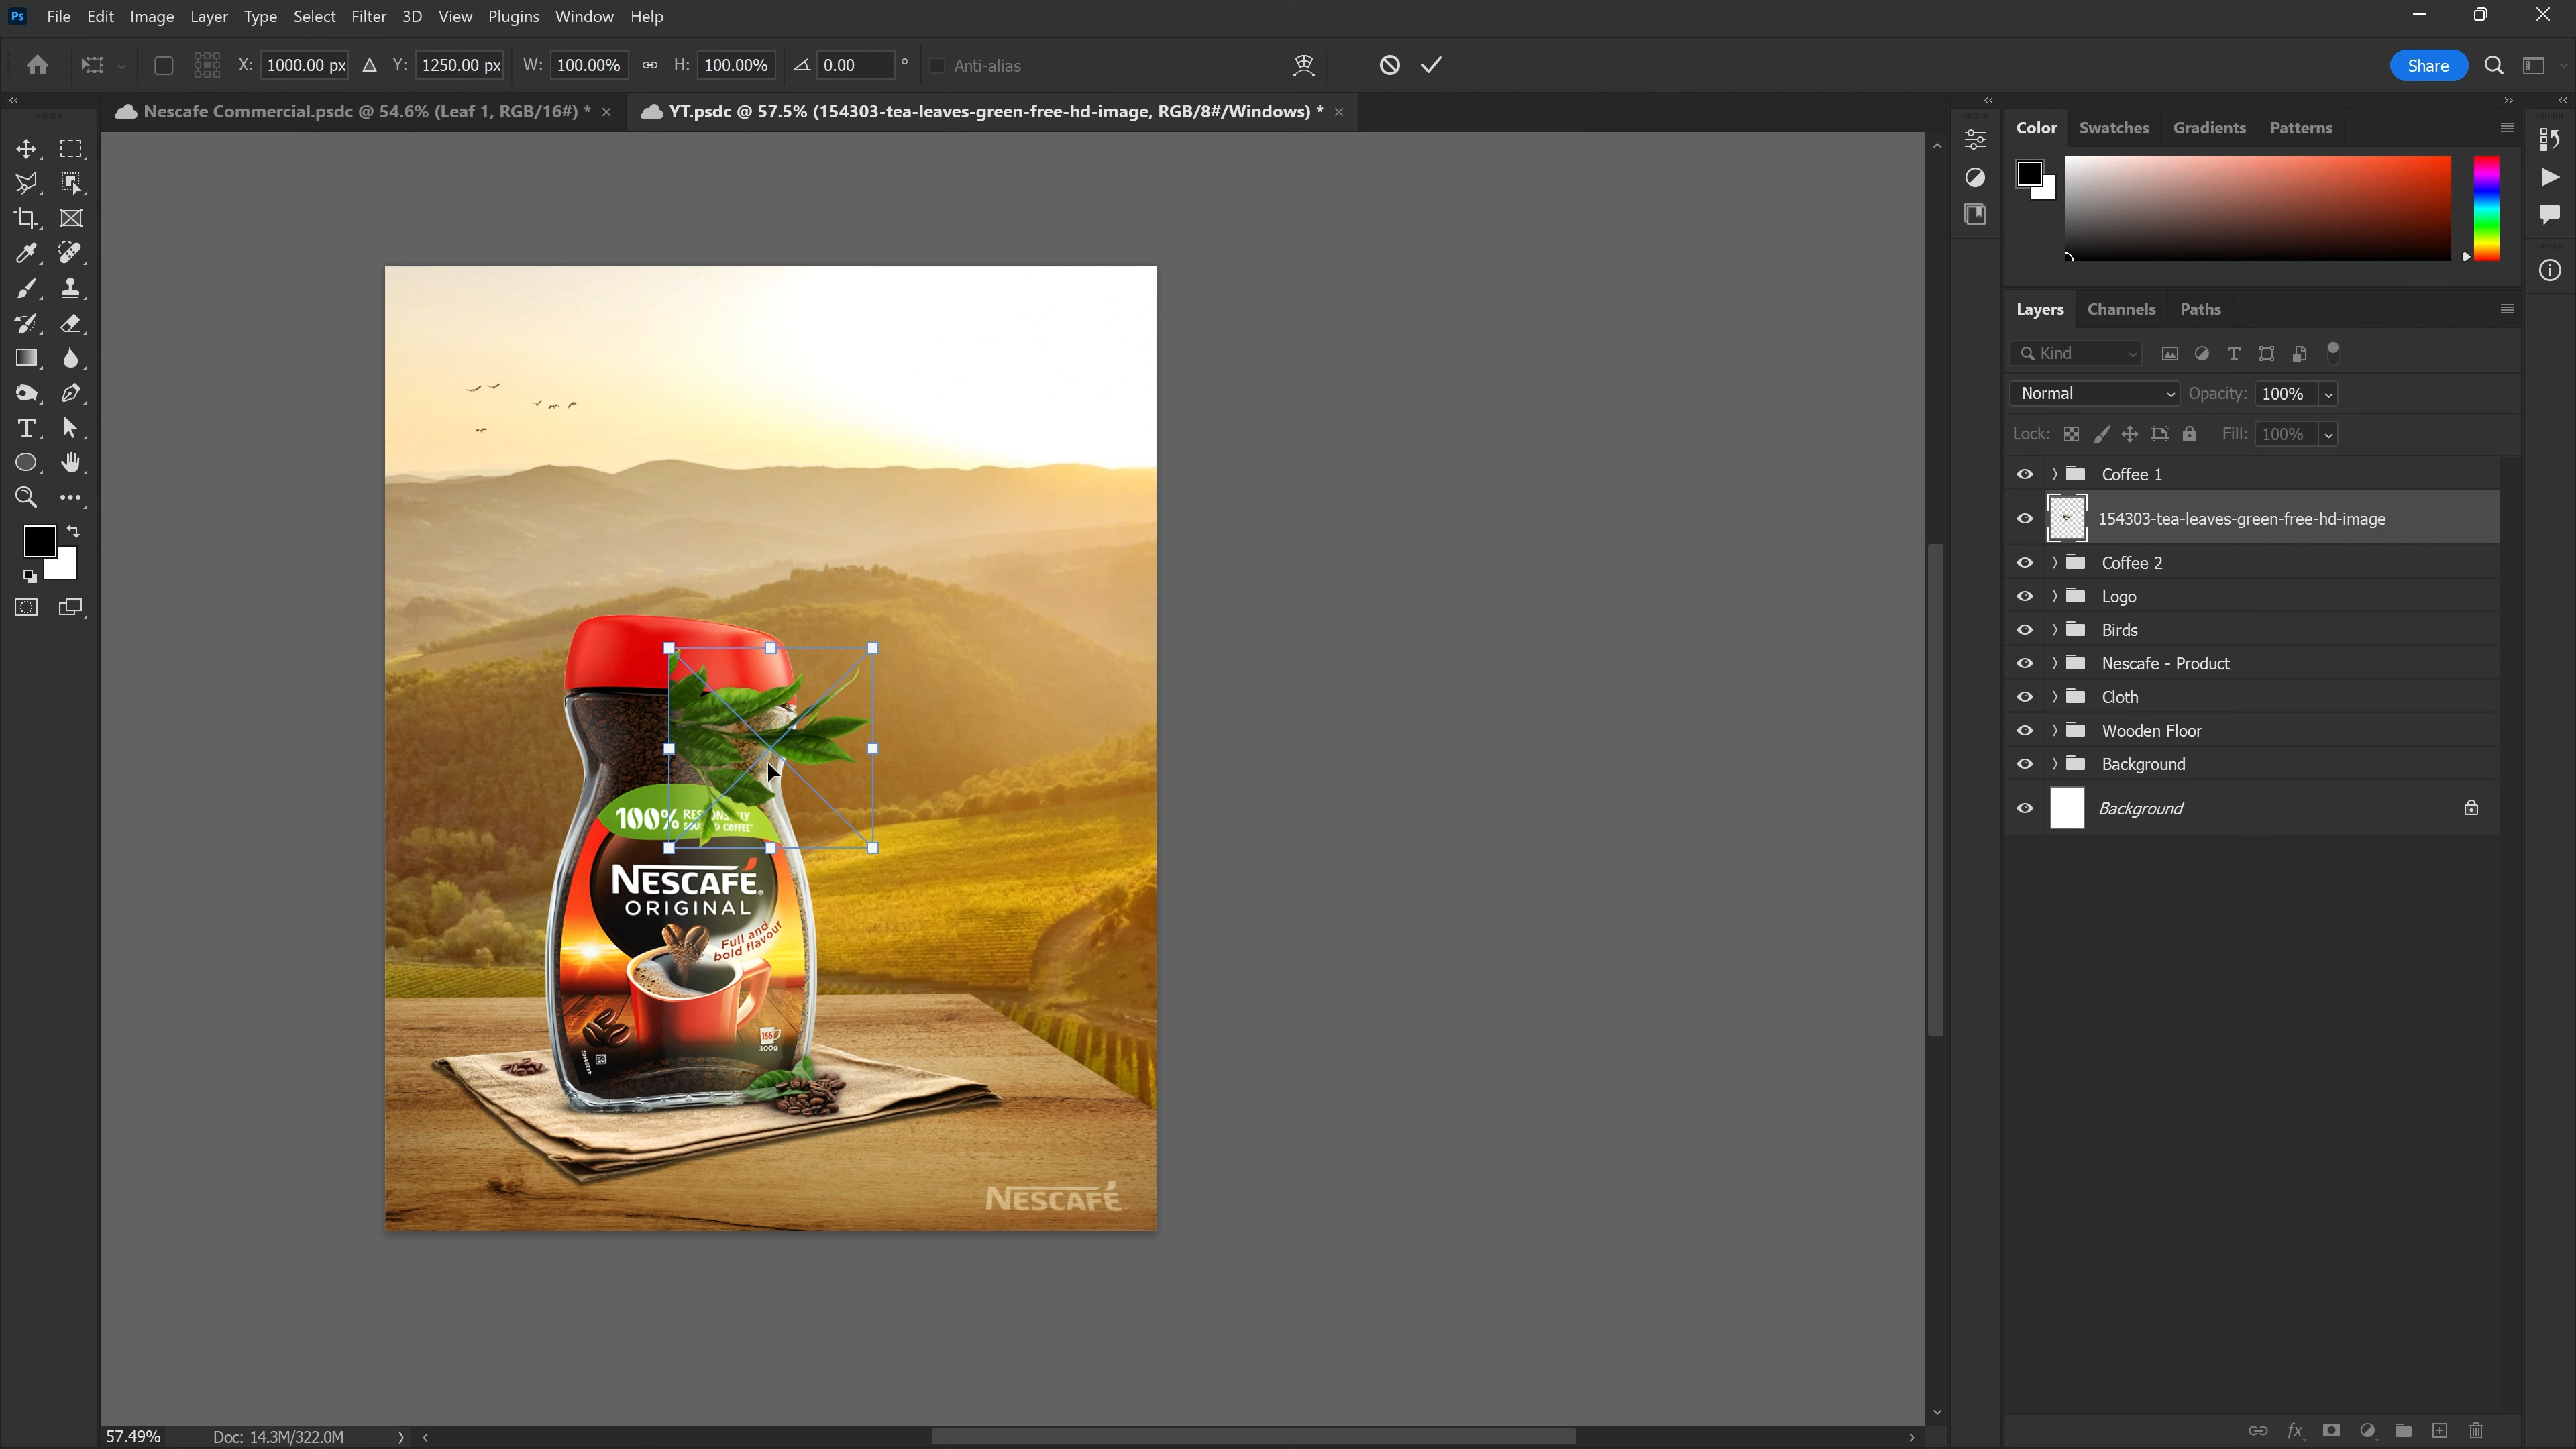 Ps File Edit Image Layer Type Select Filter 3D View Plugins Window Help
X: 1000.00 px Y: 1250.00 px W: 100.00% H: 100.00% 0.00 ° Anti-alias Share
Nescafe Commercial.psdc @ 54.6% (Leaf 1, RGB/16#) * × YT.psdc @ 57.5% (154303-tea-leaves-green-free-hd-image, RGB/8#/Windows) * ×
Color Swatches Gradients Patterns
Layers Channels Paths
Kind
Normal Opacity: 100%
Lock: Fill: 100%
Coffee 1
154303-tea-leaves-green-free-hd-image
Coffee 2
Logo
Birds
Nescafe - Product
Cloth
Wooden Floor
Background
Background
100%
NESCAFÉ®
ORIGINAL
Full and
bold flavour
166
300g
NESCAFÉ
57.49% Doc: 14.3M/322.0M